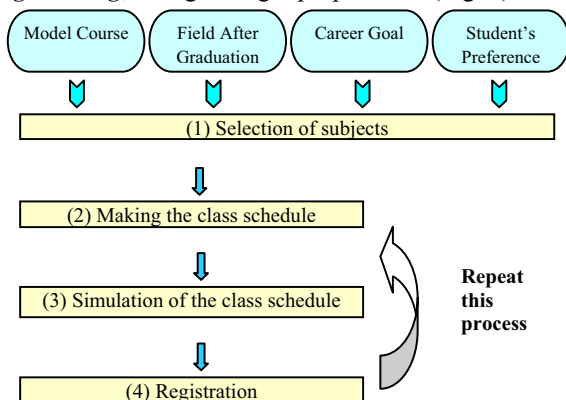 Model Course
Field After
Graduation
Career Goal
Student’s
Preference
(1) Selection of subjects
(2) Making the class schedule
(3) Simulation of the class schedule
(4) Registration
Repeat
this
process